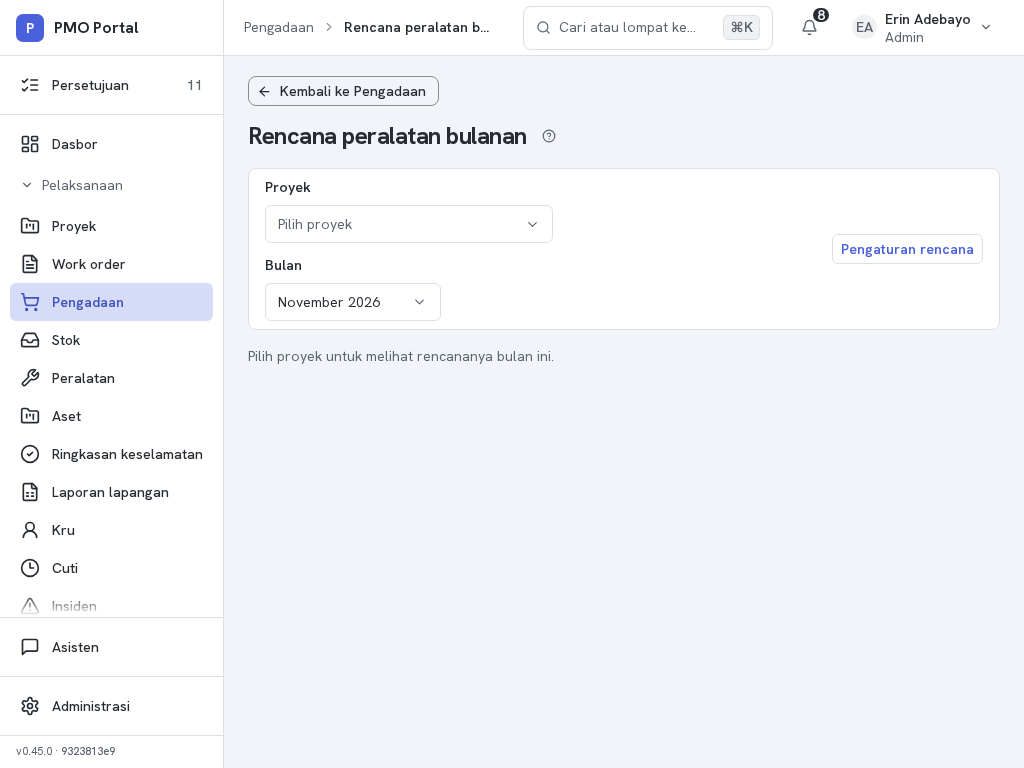 P PMO Portal
Pengadaan > Rencana peralatan b...
Cari atau lompat ke...
⌘K
8
EA
Erin Adebayo
Admin
Persetujuan 11
Dasbor
Pelaksanaan
Proyek
Work order
Pengadaan
Stok
Peralatan
Aset
Ringkasan keselamatan
Laporan lapangan
Kru
Cuti
Insiden
Asisten
Administrasi
v0.45.0 · 9323813e9
Kembali ke Pengadaan
Rencana peralatan bulanan
Proyek
Pilih proyek
Bulan
November 2026
Pengaturan rencana
Pilih proyek untuk melihat rencananya bulan ini.